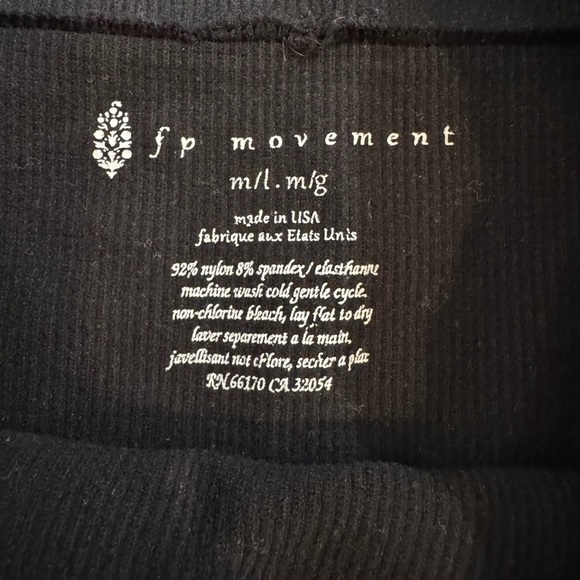 fp movement
m/l . m/g
made in USA
fabrique aux Etats Unis
92% nylon 8% spandex / elasthanne
machine wash cold gentle cycle.
non-chlorine bleach, lay flat to dry
laver separement a la main.
javellisant not chlore, secher a plat
RN 66170 CA 32054